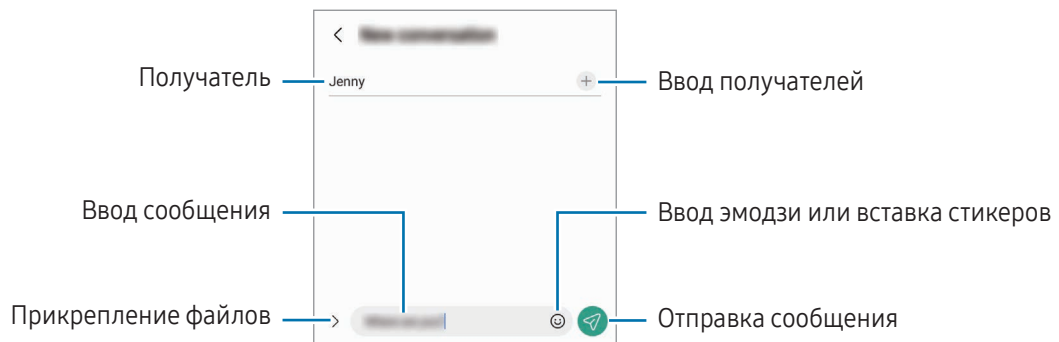 Получатель
Jenny
Ввод получателей
Ввод сообщения
Ввод эмодзи или вставка стикеров
Прикрепление файлов
Отправка сообщения